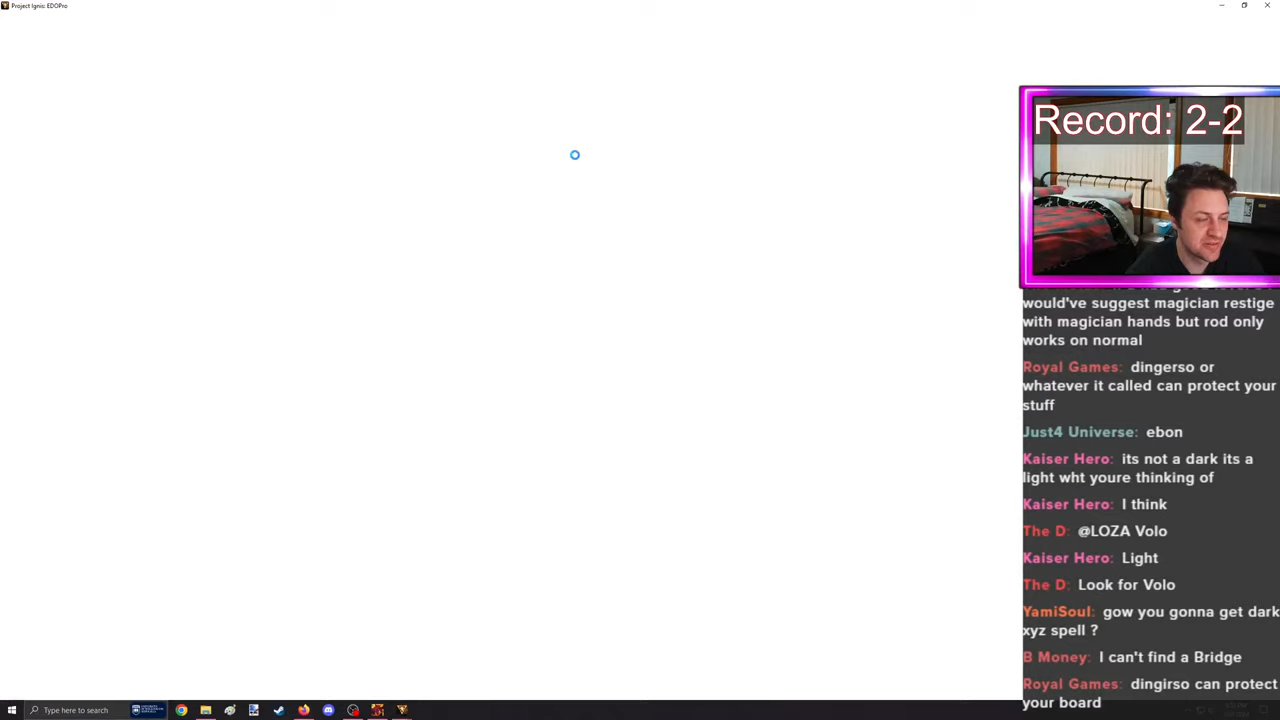 Project Ignis: EDOPro
Record: 2-2
would've suggest magician restige
with magician hands but rod only
works on normal
Royal Games: dingerso or
whatever it called can protect your
stuff
Just4 Universe: ebon
Kaiser Hero: its not a dark its a
light wht youre thinking of
Kaiser Hero: I think
The D: @LOZA Volo
Kaiser Hero: Light
The D: Look for Volo
YamiSoul: gow you gonna get dark
xyz spell ?
B Money: I can't find a Bridge
Royal Games: dingirso can protect
your board
Type here to search